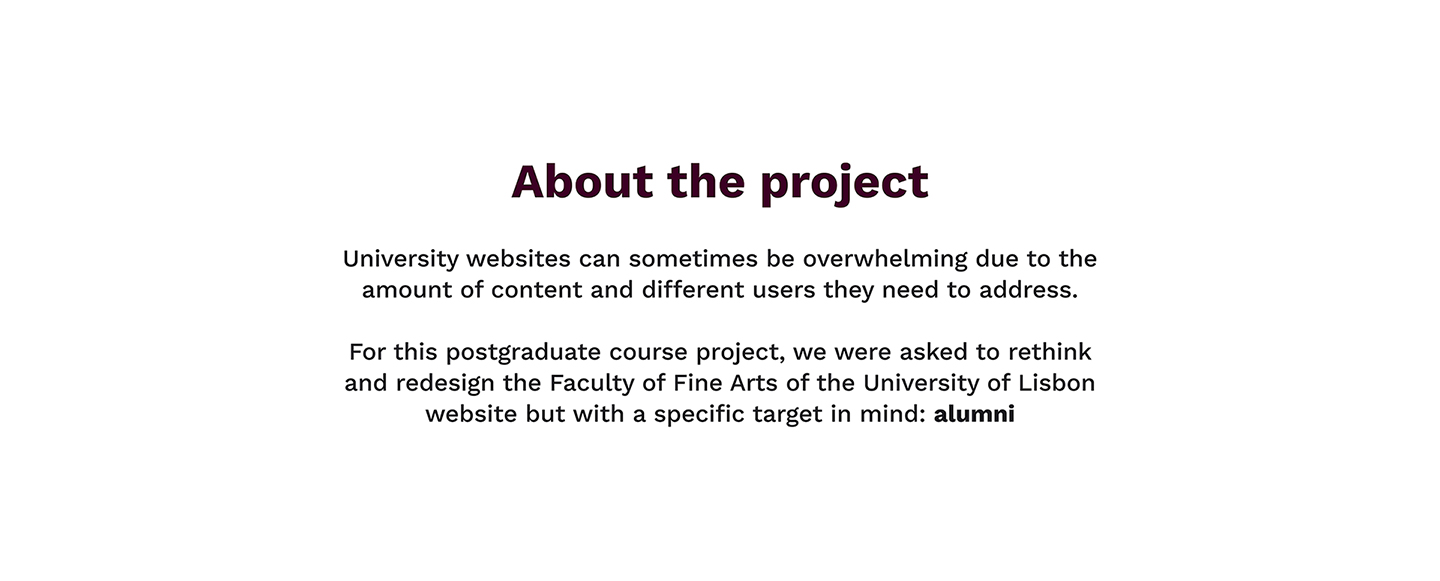 About the project
University websites can sometimes be overwhelming due to the
amount of content and different users they need to address.
For this postgraduate course project, we were asked to rethink
and redesign the Faculty of Fine Arts of the University of Lisbon
website but with a specific target in mind: alumni